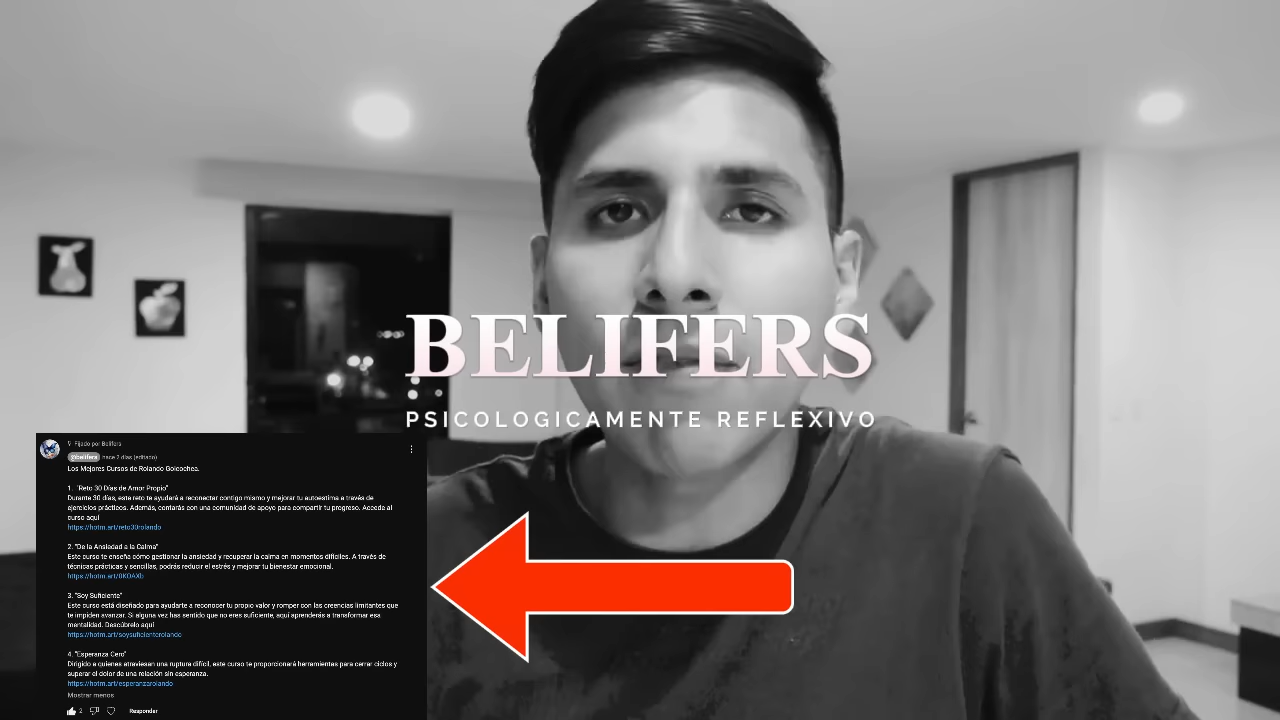 BELIFERS
PSICOLOGICAMENTE REFLEXIVO
Fijado por Belifers
@belifers hace 2 días (editado)
Los Mejores Cursos de Rolando Goicochea.
1. "Reto 30 Días de Amor Propio"
Durante 30 días, este reto te ayudará a reconectar contigo mismo y mejorar tu autoestima a través de
ejercicios prácticos. Además, contarás con una comunidad de apoyo para compartir tu progreso. Accede al
curso aquí
https://hotm.art/reto30rolando
2. "De la Ansiedad a la Calma"
Este curso te enseña cómo gestionar la ansiedad y recuperar la calma en momentos difíciles. A través de
técnicas prácticas y sencillas, podrás reducir el estrés y mejorar tu bienestar emocional.
https://hotm.art/0KOAXb
3. "Soy Suficiente"
Este curso está diseñado para ayudarte a reconocer tu propio valor y romper con las creencias limitantes que
te impiden avanzar. Si alguna vez has sentido que no eres suficiente, aquí aprenderás a transformar esa
mentalidad. Descúbrelo aquí
https://hotm.art/soysuficienterolando
4. "Esperanza Cero"
Dirigido a quienes atraviesan una ruptura difícil, este curso te proporcionará herramientas para cerrar ciclos y
superar el dolor de una relación sin esperanza.
https://hotm.art/esperanzarolando
Mostrar menos
2 Responder